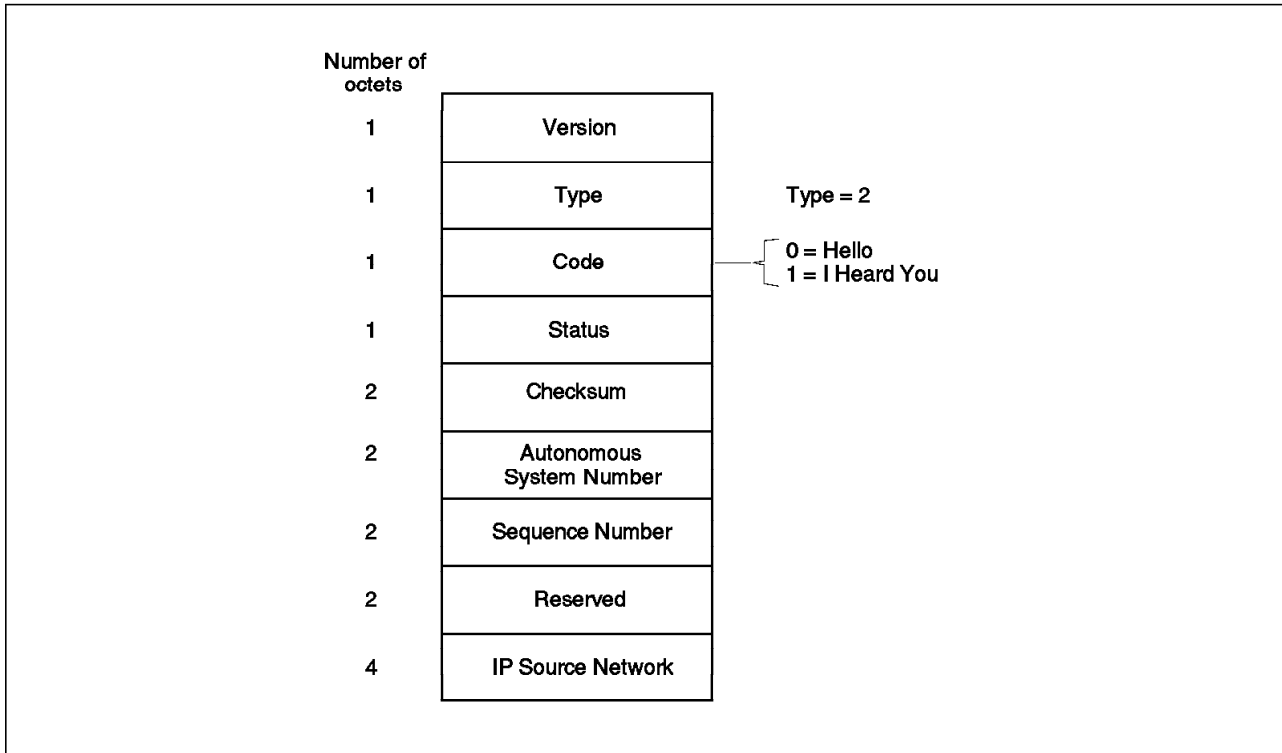 Number of
octets
1 Version
1 Type Type = 2
1 Code 0 = Hello
1 = I Heard You
1 Status
2 Checksum
2 Autonomous
System Number
2 Sequence Number
2 Reserved
4 IP Source Network